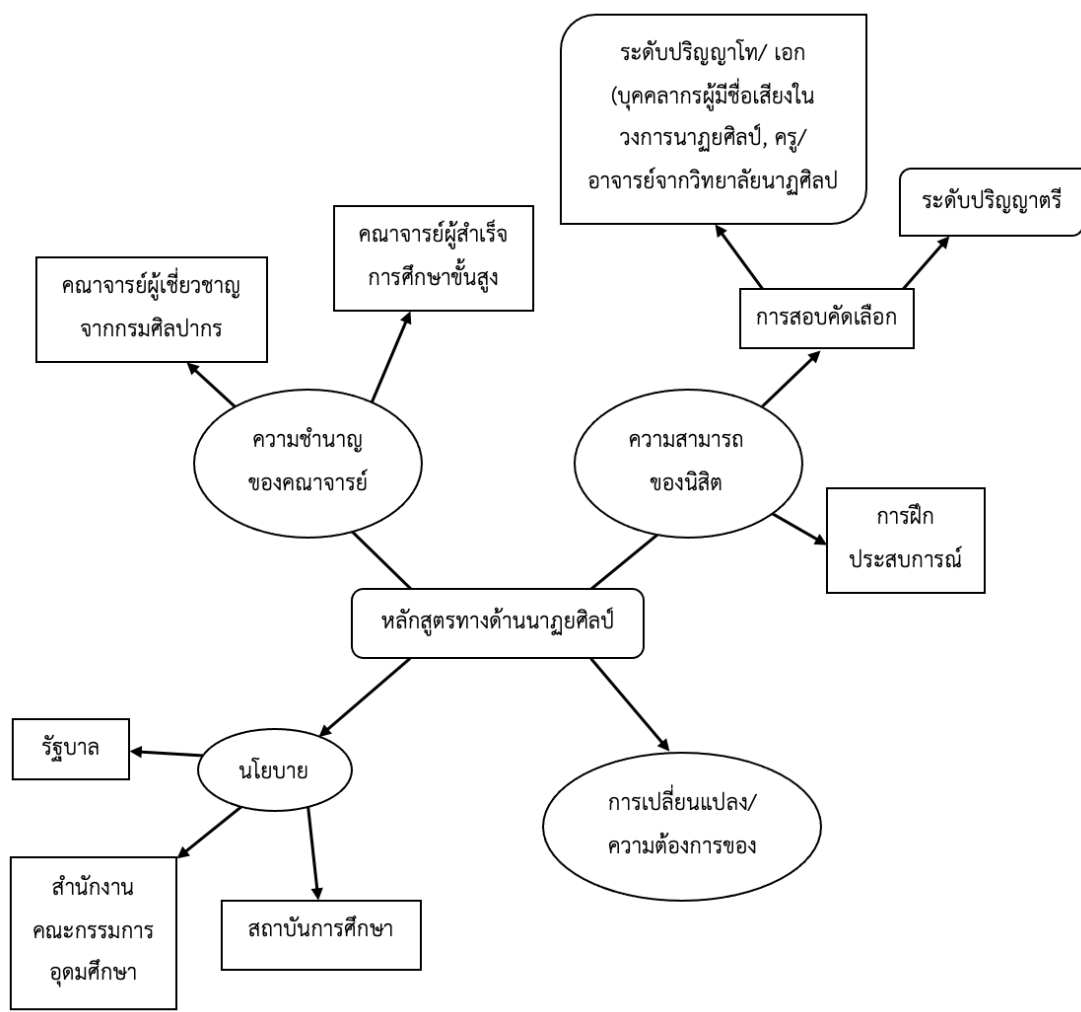 ระดับปริญญาโท/ เอก
(บุคคลากรผู้มีชื่อเสียงใน
วงการนาฏยศิลป์, ครู/
อาจารย์จากวิทยาลัยนาฏศิลป
ระดับปริญญาตรี
คณาจารย์ผู้สำเร็จ
การศึกษาขั้นสูง
คณาจารย์ผู้เชี่ยวชาญ
จากกรมศิลปากร
การสอบคัดเลือก
ความชำนาญ
ของคณาจารย์
ความสามารถ
ของนิสิต
การฝึก
ประสบการณ์
หลักสูตรทางด้านนาฏยศิลป์
รัฐบาล
นโยบาย
การเปลี่ยนแปลง/
ความต้องการของ
สำนักงาน
คณะกรรมการ
อุดมศึกษา
สถาบันการศึกษา